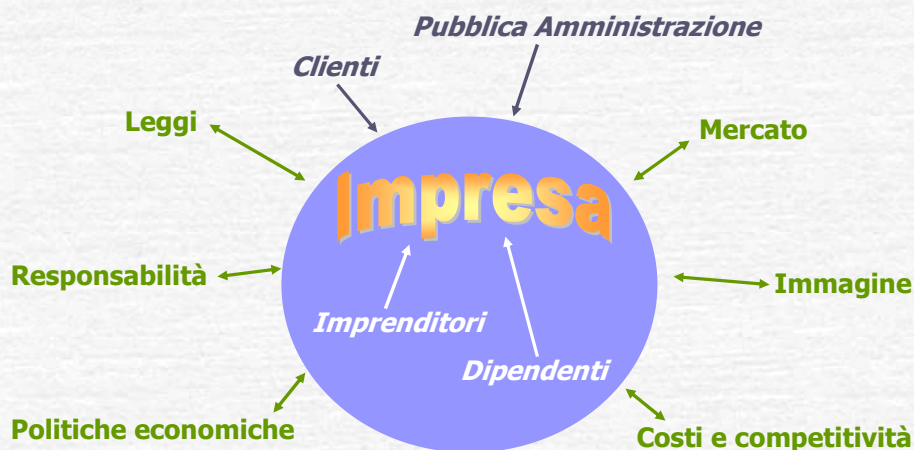 Pubblica Amministrazione
Clienti
Leggi
Mercato
Impresa
Responsabilità
Immagine
Imprenditori
Dipendenti
Politiche economiche
Costi e competitività